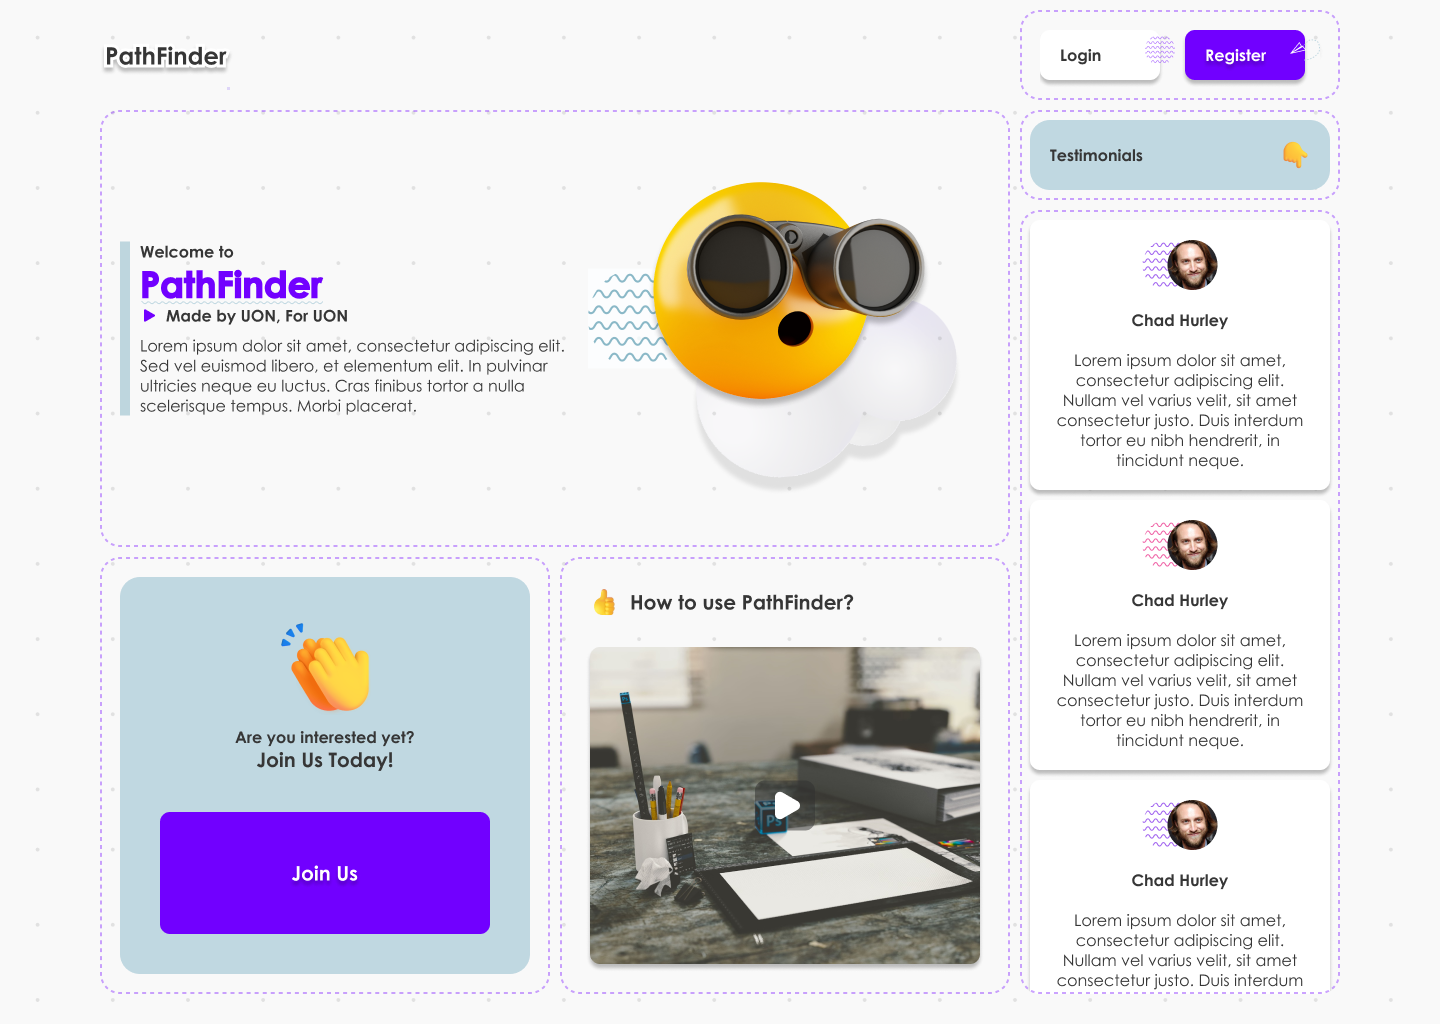 PathFinder
Login
Register
Welcome to
PathFinder
Made by UON, For UON
Lorem ipsum dolor sit amet, consectetur adipiscing elit.
Sed vel euismod libero, et elementum elit. In pulvinar
ultricies neque eu luctus. Cras finibus tortor a nulla
scelerisque tempus. Morbi placerat.
Are you interested yet?
Join Us Today!
Join Us
How to use PathFinder?
Ps
Testimonials
Chad Hurley
Lorem ipsum dolor sit amet,
consectetur adipiscing elit.
Nullam vel varius velit, sit amet
consectetur justo. Duis interdum
tortor eu nibh hendrerit, in
tincidunt neque.
Chad Hurley
Lorem ipsum dolor sit amet,
consectetur adipiscing elit.
Nullam vel varius velit, sit amet
consectetur justo. Duis interdum
tortor eu nibh hendrerit, in
tincidunt neque.
Chad Hurley
Lorem ipsum dolor sit amet,
consectetur adipiscing elit.
Nullam vel varius velit, sit amet
consectetur justo. Duis interdum